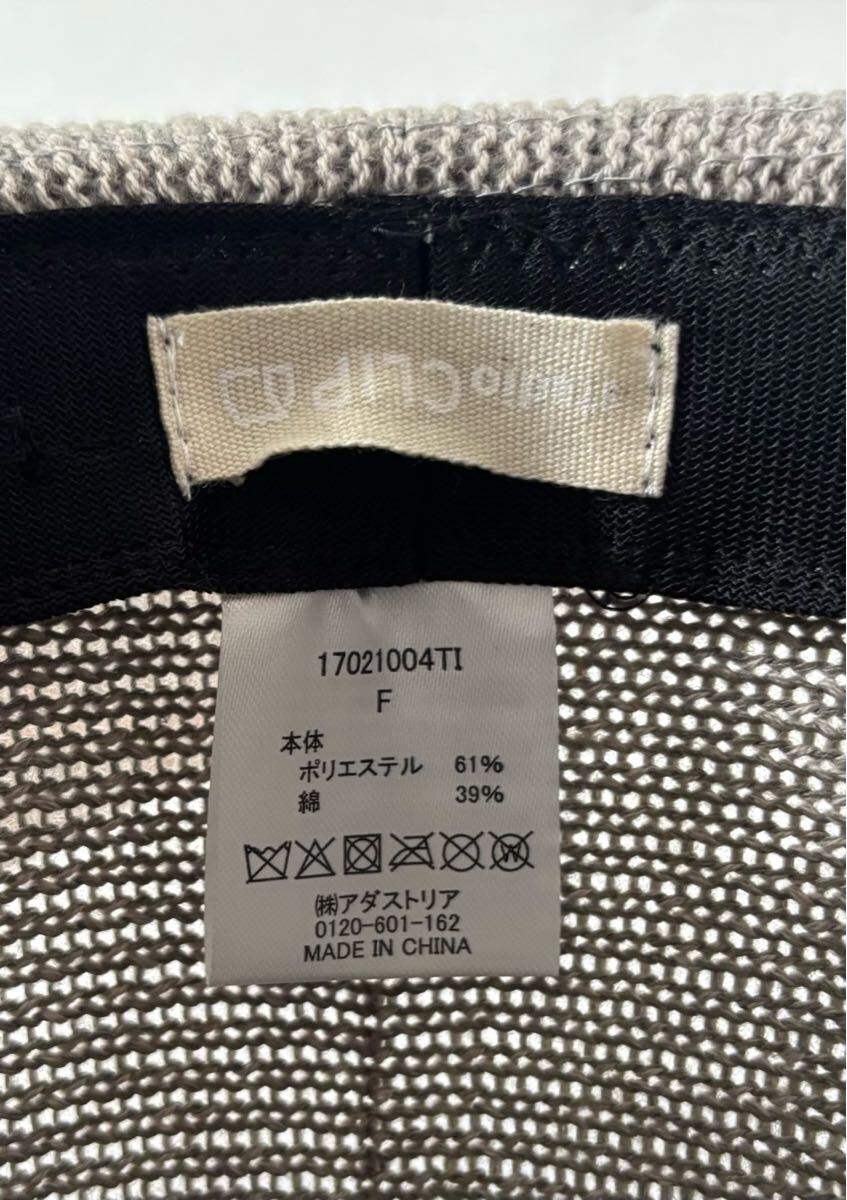 studio CLIP
17021004TI
F
本体
ポリエステル 61%
綿 39%
㈱アダストリア
0120-601-162
MADE IN CHINA